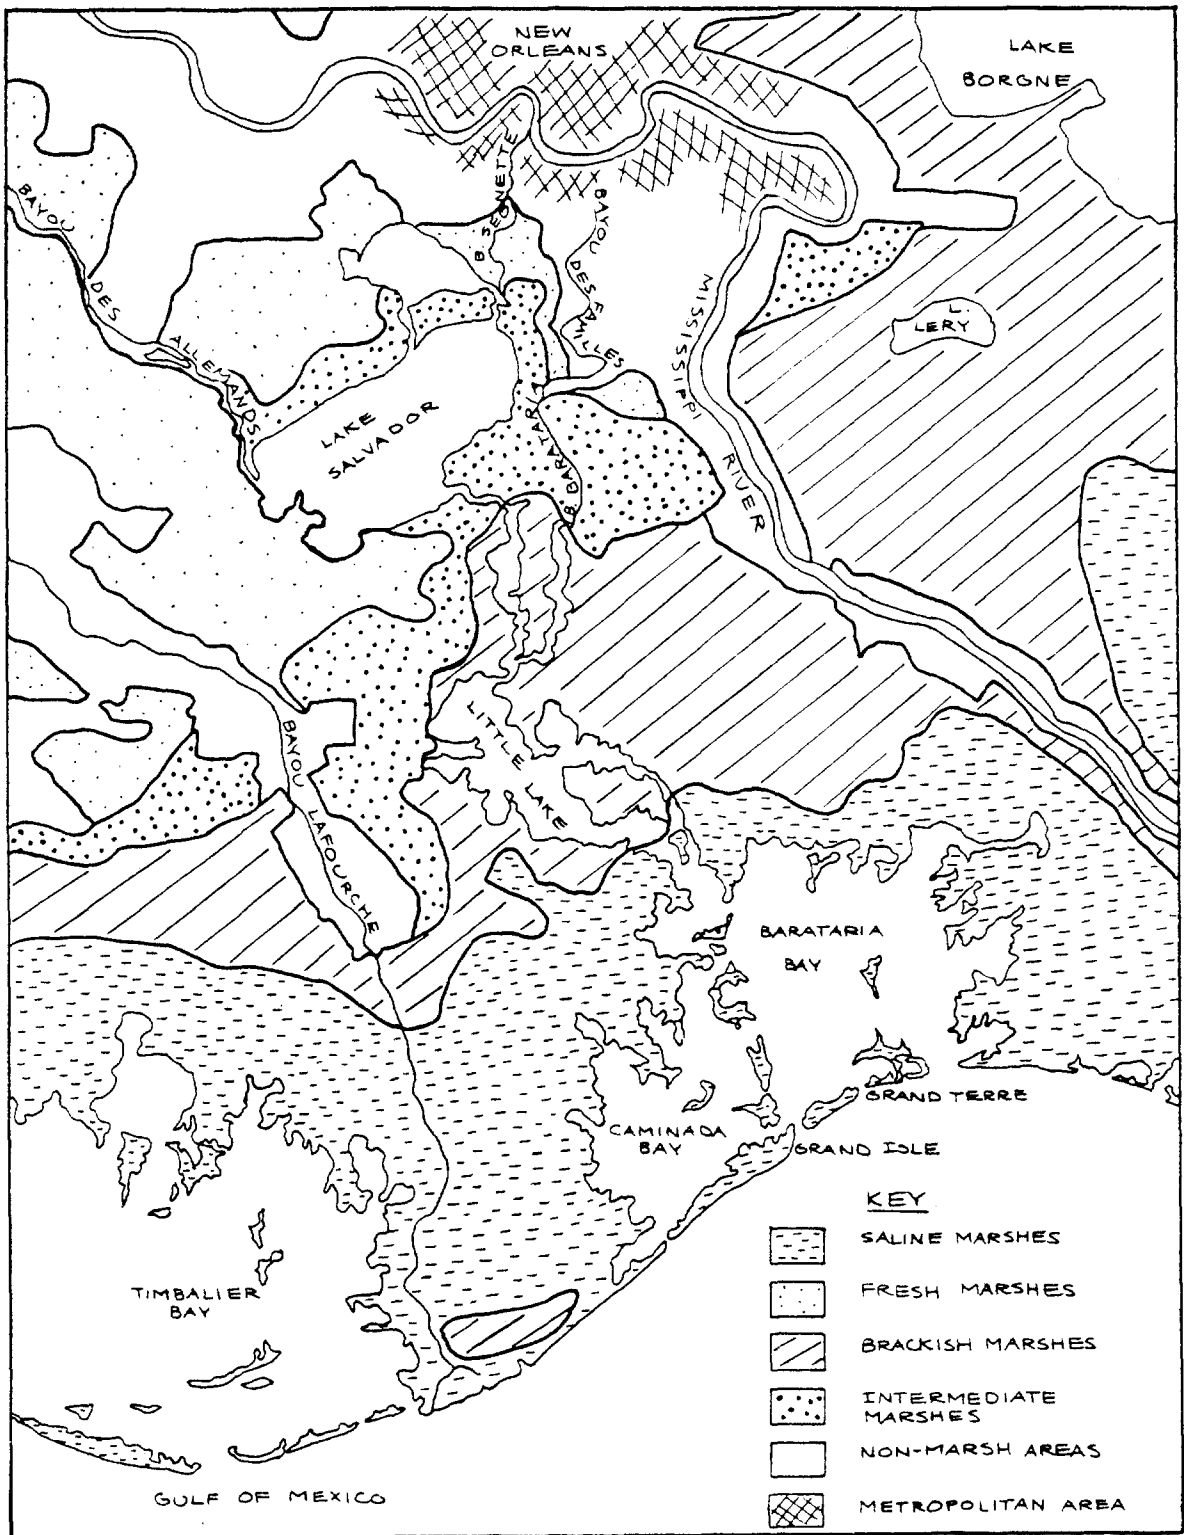 NEW
ORLEANS
LAKE
BORGNE
BAYOU
DES
ALLEMANDS
B. SEGNETTE
BAYOU DES FAMILLES
MISSISSIPPI
RIVER
L.
LERY
LAKE
SALVADOR
B. BARATARIA
LITTLE LAKE
BAYOU LAFOURCHE
BARATARIA
BAY
GRAND TERRE
CAMINADA
BAY
GRAND ISLE
TIMBALIER
BAY
GULF OF MEXICO
KEY
SALINE MARSHES
FRESH MARSHES
BRACKISH MARSHES
INTERMEDIATE
MARSHES
NON-MARSH AREAS
METROPOLITAN AREA